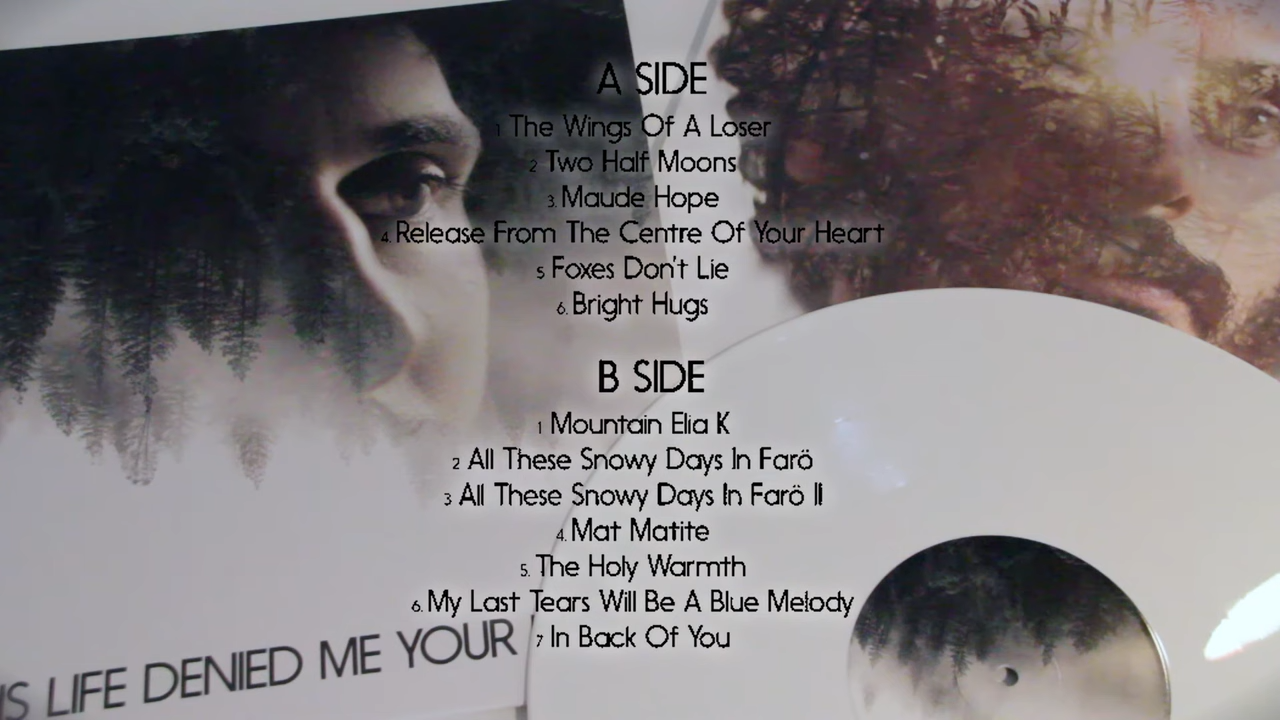 A SIDE
1 The Wings Of A Loser
2 Two Half Moons
3. Maude Hope
4. Release From The Centre Of Your Heart
5 Foxes Don't Lie
6. Bright Hugs
B SIDE
1 Mountain Elia K
2 All These Snowy Days In Farö
3 All These Snowy Days In Farö II
4. Mat Matite
5. The Holy Warmth
6. My Last Tears Will Be A Blue Melody
7 In Back Of You
LIFE DENIED ME YOUR